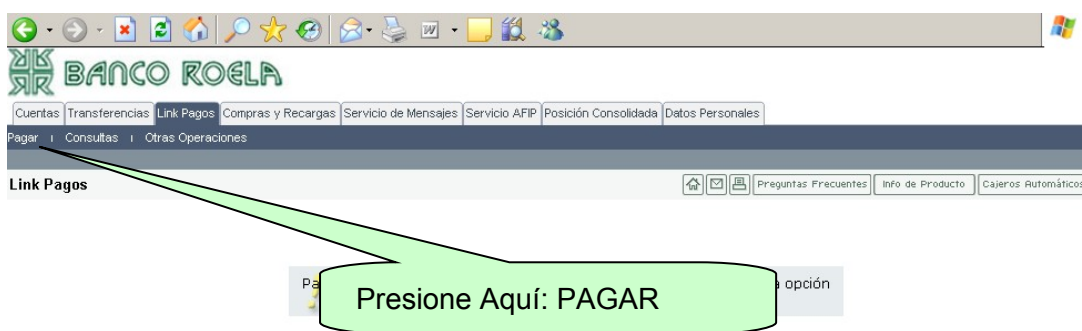 BANCO ROELA
Cuentas Transferencias Link Pagos Compras y Recargas Servicio de Mensajes Servicio AFIP Posición Consolidada Datos Personales
Pagar | Consultas | Otras Operaciones
Link Pagos Preguntas Frecuentes Info de Producto Cajeros Automáticos
opción
Presione Aquí: PAGAR